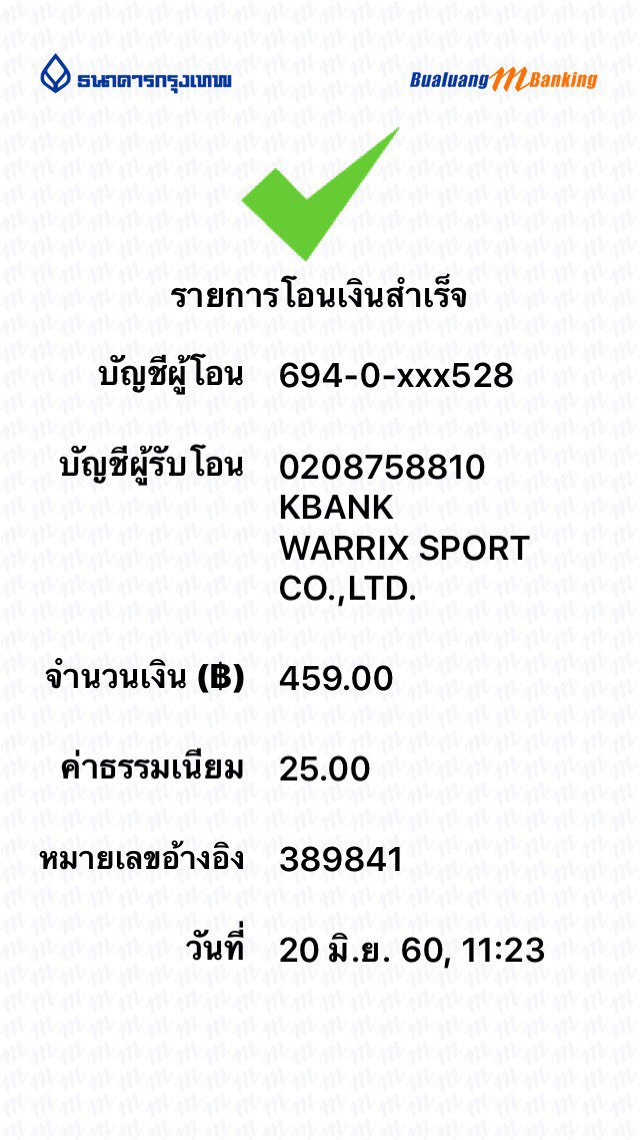 ธนาคารกรุงเทพ
Bualuang mBanking
รายการโอนเงินสำเร็จ
บัญชีผู้โอน 694-0-xxx528
บัญชีผู้รับโอน 0208758810
KBANK
WARRIX SPORT
CO.,LTD.
จำนวนเงิน (฿) 459.00
ค่าธรรมเนียม 25.00
หมายเลขอ้างอิง 389841
วันที่ 20 มิ.ย. 60, 11:23